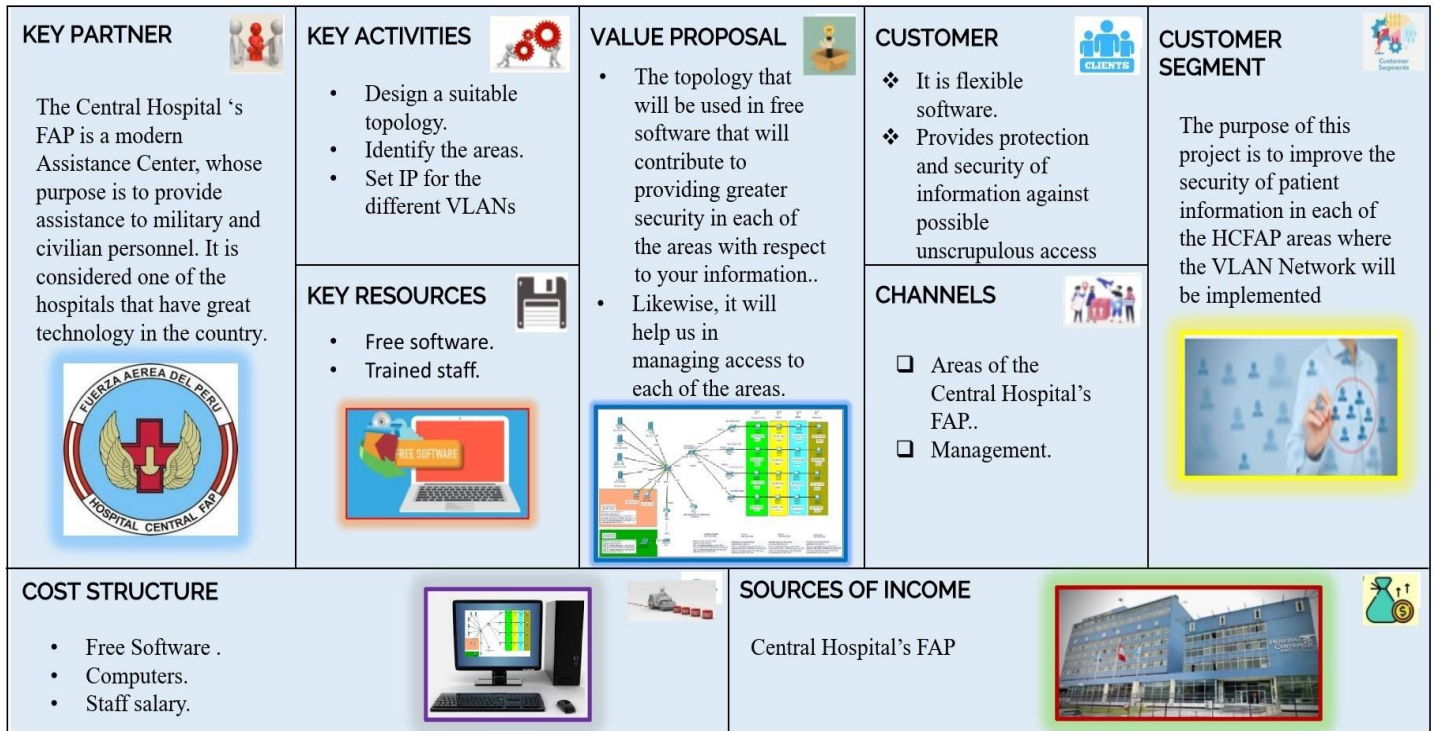 KEY PARTNER
The Central Hospital ‘s
FAP is a modern
Assistance Center, whose
purpose is to provide
assistance to military and
civilian personnel. It is
considered one of the
hospitals that have great
technology in the country.
FUERZA AEREA DEL PERU
HOSPITAL CENTRAL FAP
KEY ACTIVITIES
• Design a suitable
topology.
• Identify the areas.
• Set IP for the
different VLANs
KEY RESOURCES
• Free software.
• Trained staff.
FREE SOFTWARE
VALUE PROPOSAL
• The topology that
will be used in free
software that will
contribute to
providing greater
security in each of
the areas with respect
to your information..
• Likewise, it will
help us in
managing access to
each of the areas.
CUSTOMER
CLIENTS
❖ It is flexible
software.
❖ Provides protection
and security of
information against
possible
unscrupulous access
CHANNELS
❑ Areas of the
Central Hospital’s
FAP..
❑ Management.
CUSTOMER
SEGMENT
Customer
Segments
The purpose of this
project is to improve the
security of patient
information in each of
the HCFAP areas where
the VLAN Network will
be implemented
COST STRUCTURE
• Free Software .
• Computers.
• Staff salary.
SOURCES OF INCOME
Central Hospital’s FAP
HOSPITAL
CENTRAL